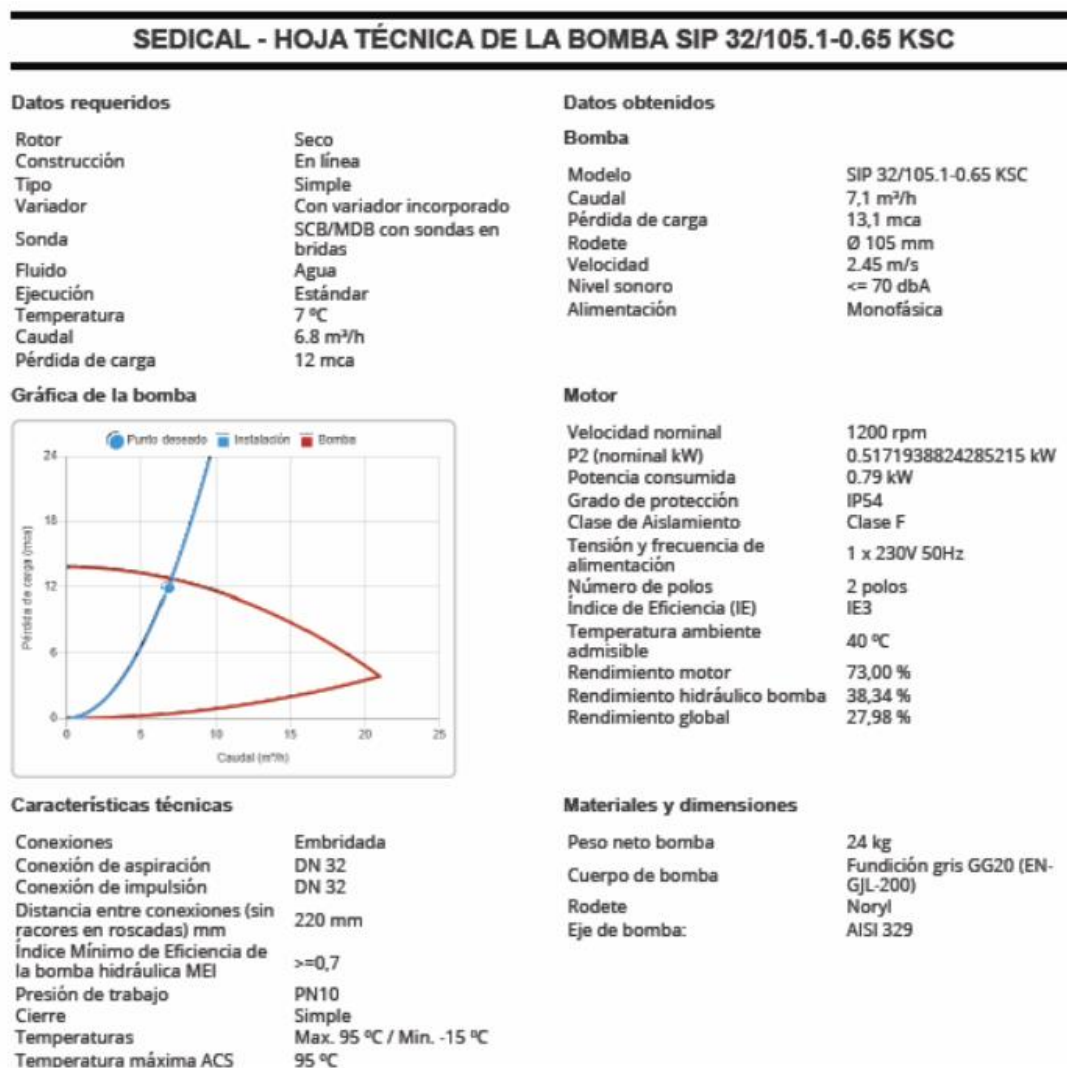 SEDICAL - HOJA TÉCNICA DE LA BOMBA SIP 32/105.1-0.65 KSC
Datos requeridos
Rotor Seco
Construcción En línea
Tipo Simple
Variador Con variador incorporado
Sonda SCB/MDB con sondas en
bridas
Fluido Agua
Ejecución Estándar
Temperatura 7 ºC
Caudal 6.8 m³/h
Pérdida de carga 12 mca
Datos obtenidos
Bomba
Modelo SIP 32/105.1-0.65 KSC
Caudal 7,1 m³/h
Pérdida de carga 13,1 mca
Rodete Ø 105 mm
Velocidad 2.45 m/s
Nivel sonoro <= 70 dbA
Alimentación Monofásica
Gráfica de la bomba
Punto deseado Instalación Bomba
24
18
12
6
0
Pérdida de carga (mca)
0 5 10 15 20 25
Caudal (m³/h)
Motor
Velocidad nominal 1200 rpm
P2 (nominal kW) 0.5171938824285215 kW
Potencia consumida 0.79 kW
Grado de protección IP54
Clase de Aislamiento Clase F
Tensión y frecuencia de
alimentación 1 x 230V 50Hz
Número de polos 2 polos
Índice de Eficiencia (IE) IE3
Temperatura ambiente
admisible 40 ºC
Rendimiento motor 73,00 %
Rendimiento hidráulico bomba 38,34 %
Rendimiento global 27,98 %
Características técnicas
Conexiones Embridada
Conexión de aspiración DN 32
Conexión de impulsión DN 32
Distancia entre conexiones (sin
racores en roscadas) mm 220 mm
Índice Mínimo de Eficiencia de
la bomba hidráulica MEI >=0,7
Presión de trabajo PN10
Cierre Simple
Temperaturas Max. 95 ºC / Min. -15 ºC
Temperatura máxima ACS 95 ºC
Materiales y dimensiones
Peso neto bomba 24 kg
Cuerpo de bomba Fundición gris GG20 (EN-
GJL-200)
Rodete Noryl
Eje de bomba: AISI 329